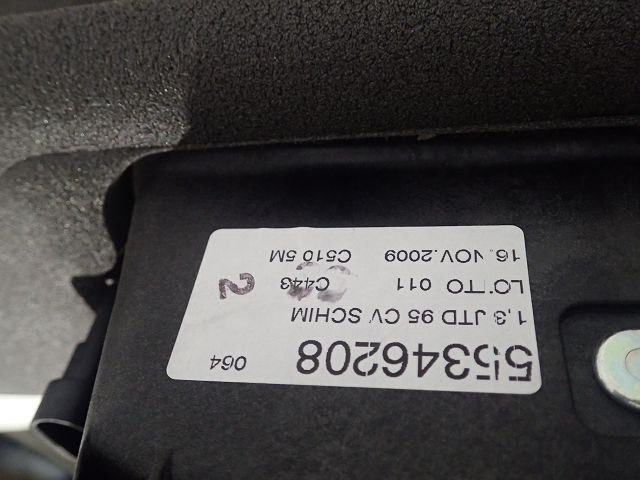 55346208 064
1,3 JTD 95 CV SCHIM
LOTTO 011 C443 2
16.NOV.2009 C510 5M